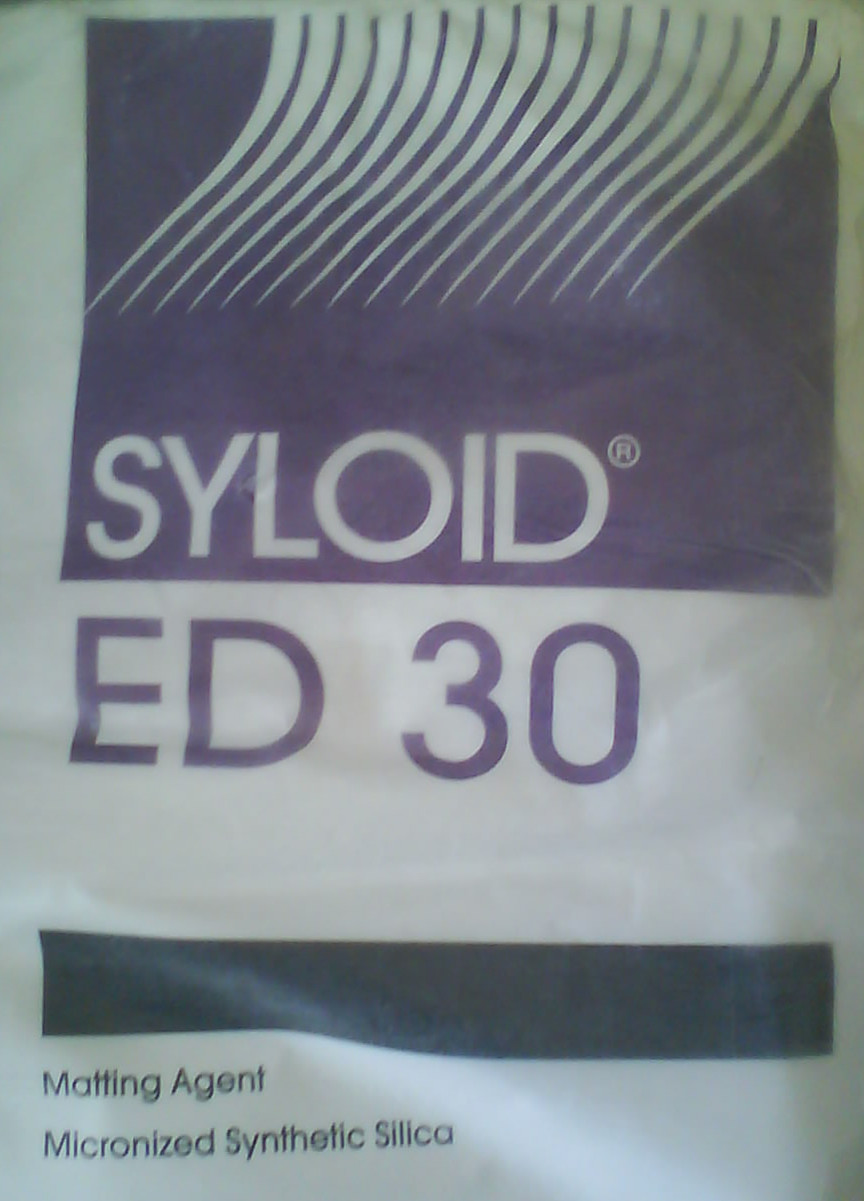 SYLOID®
ED 30
Matting Agent
Micronized Synthetic Silica